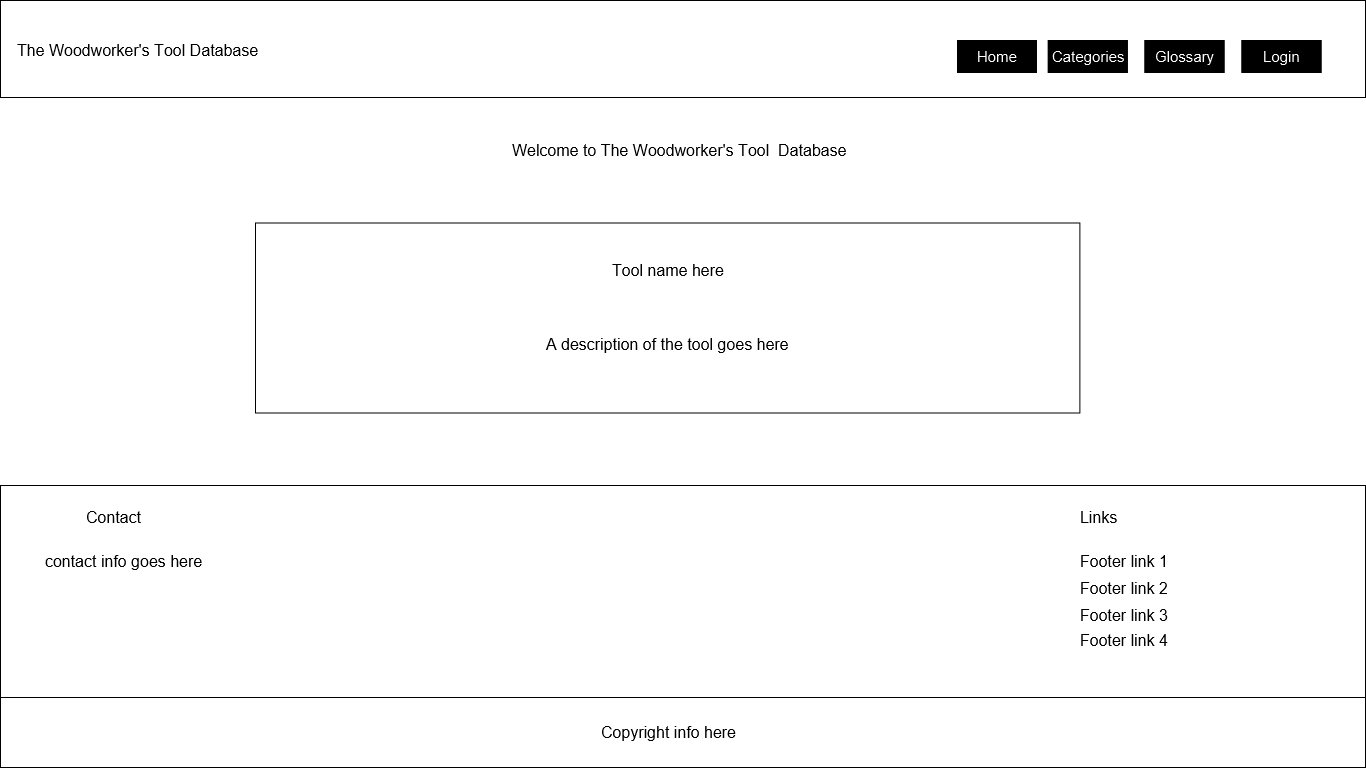 The Woodworker's Tool Database
Home Categories Glossary Login
Welcome to The Woodworker's Tool  Database
Tool name here
A description of the tool goes here
Contact
contact info goes here
Links
Footer link 1
Footer link 2
Footer link 3
Footer link 4
Copyright info here